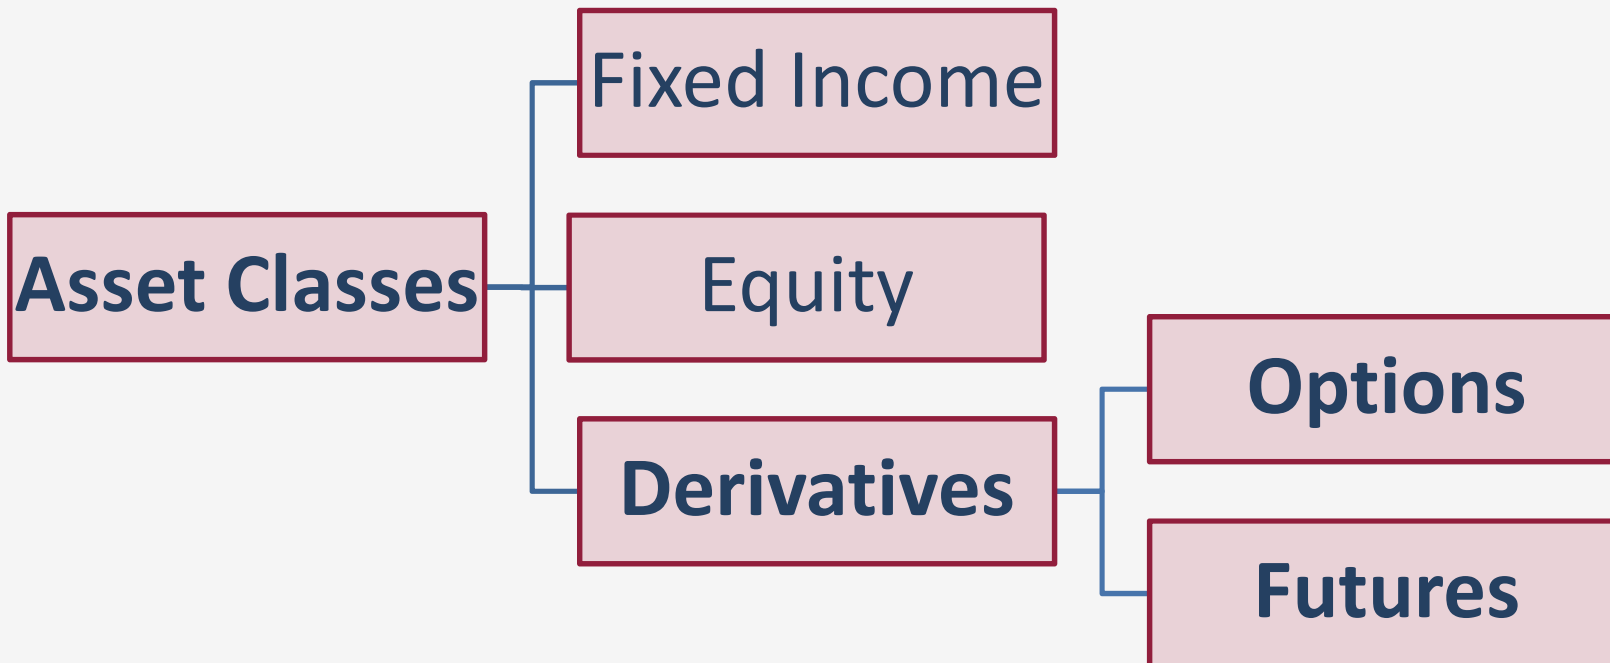 Fixed Income
Asset Classes
Equity
Options
Derivatives
Futures